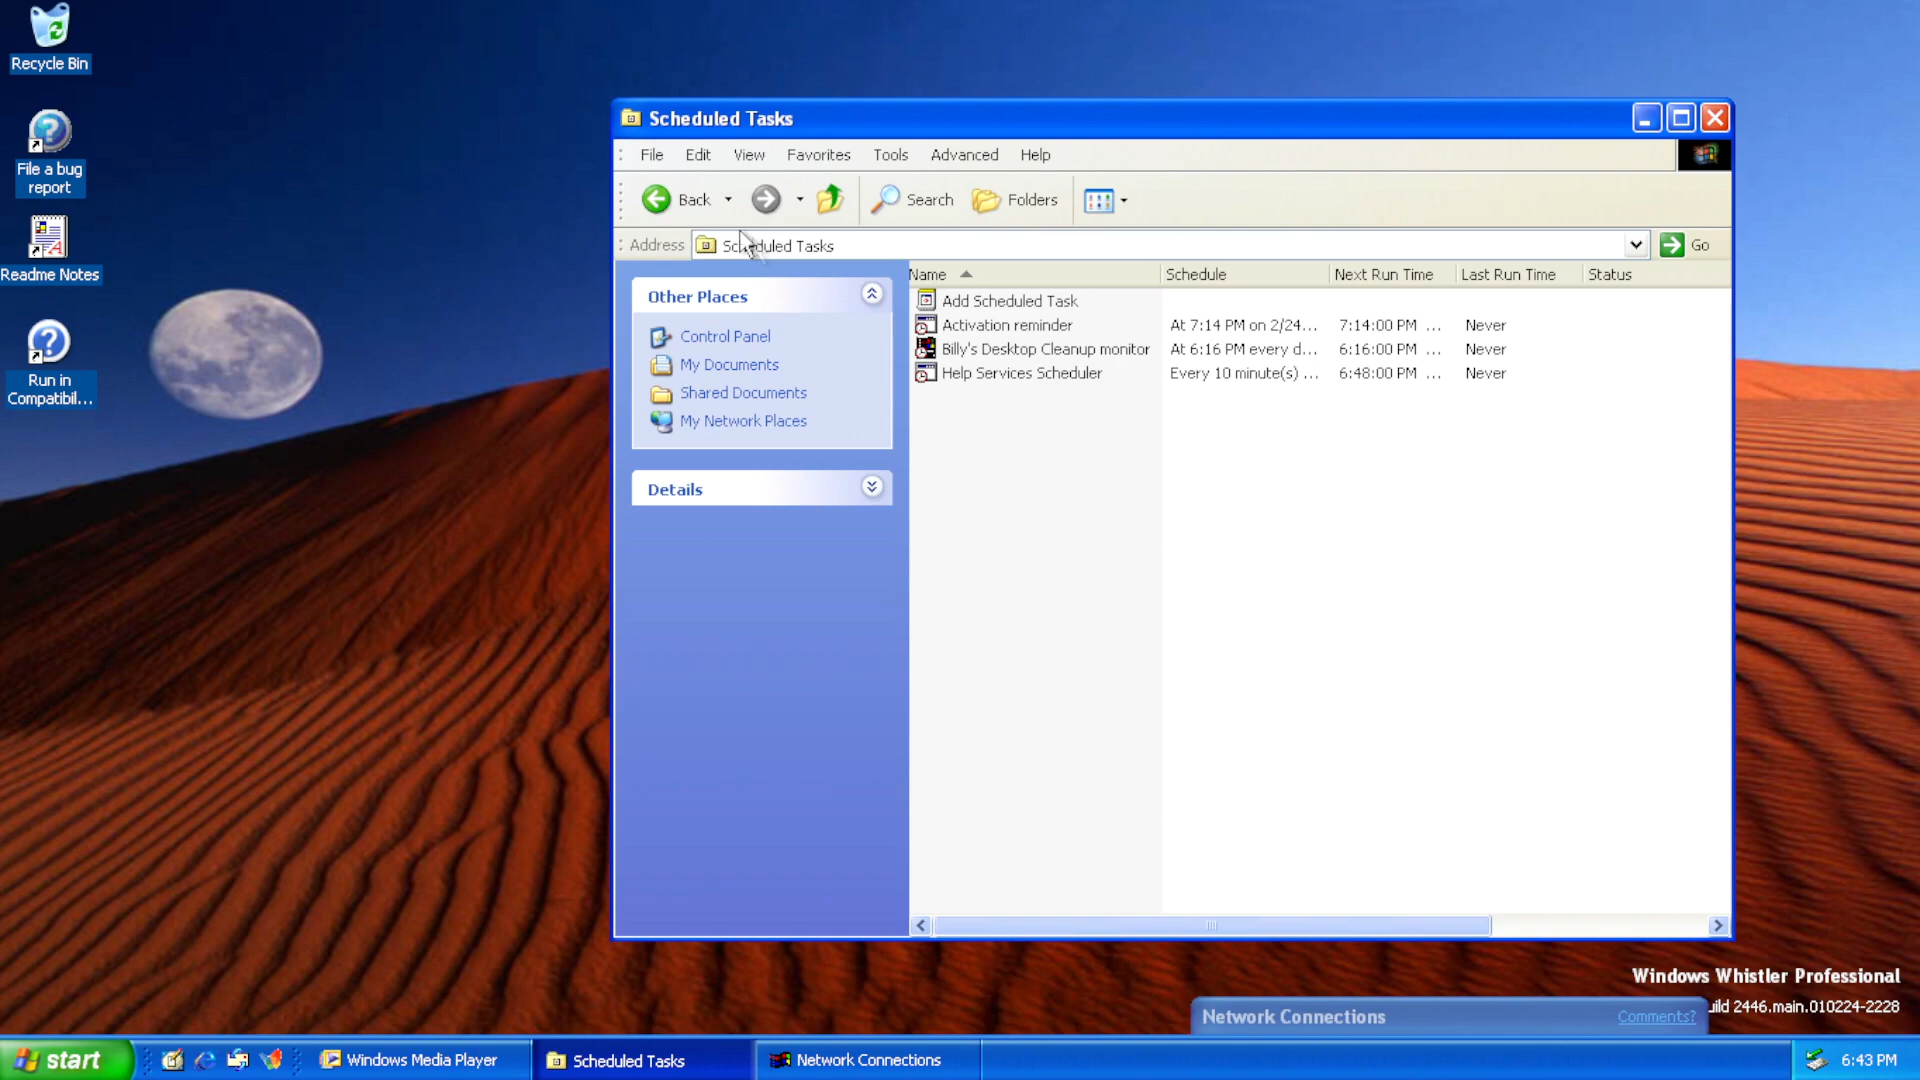 Recycle Bin
File a bug
report
Readme Notes
Run in
Compatibil...
Scheduled Tasks
File Edit View Favorites Tools Advanced Help
Back Search Folders
Address Scheduled Tasks Go
Other Places
Control Panel
My Documents
Shared Documents
My Network Places
Details
Name Schedule Next Run Time Last Run Time Status
Add Scheduled Task
Activation reminder At 7:14 PM on 2/24... 7:14:00 PM ... Never
Billy's Desktop Cleanup monitor At 6:16 PM every d... 6:16:00 PM ... Never
Help Services Scheduler Every 10 minute(s) ... 6:48:00 PM ... Never
Windows Whistler Professional
uild 2446.main.010224-2228
Network Connections Comments?
start Windows Media Player Scheduled Tasks Network Connections 6:43 PM